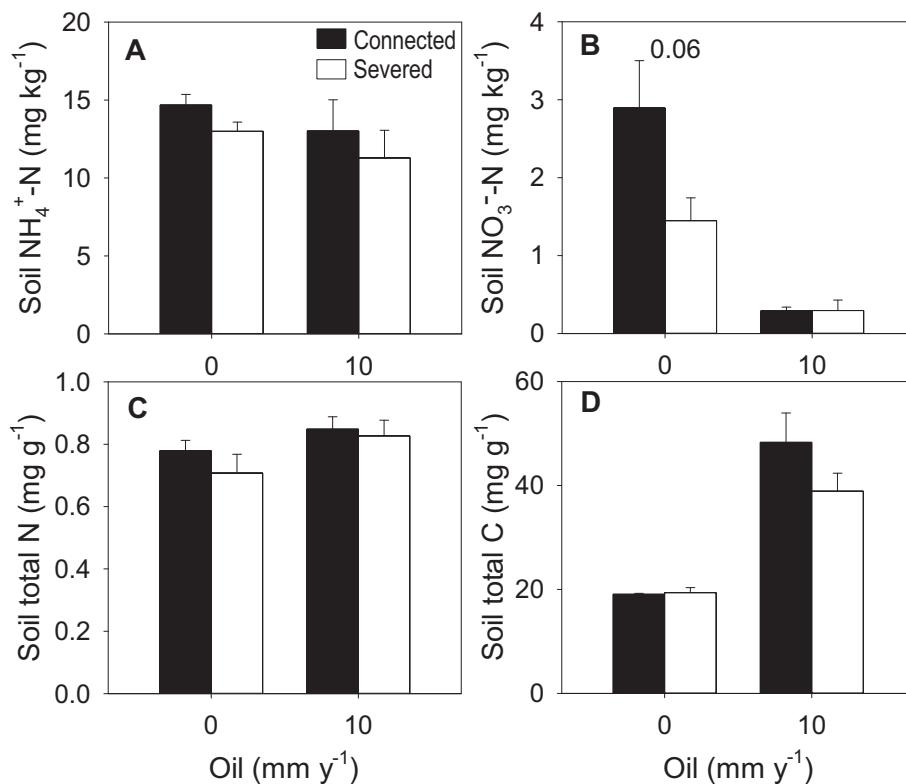 A
Connected
Severed
Soil NH₄⁺-N (mg kg⁻¹)
20
15
10
5
0
0
10
B
0.06
Soil NO₃⁻-N (mg kg⁻¹)
4
3
2
1
0
0
10
C
Soil total N (mg g⁻¹)
1.0
0.8
0.6
0.4
0.2
0.0
0
10
Oil (mm y⁻¹)
D
Soil total C (mg g⁻¹)
60
40
20
0
0
10
Oil (mm y⁻¹)